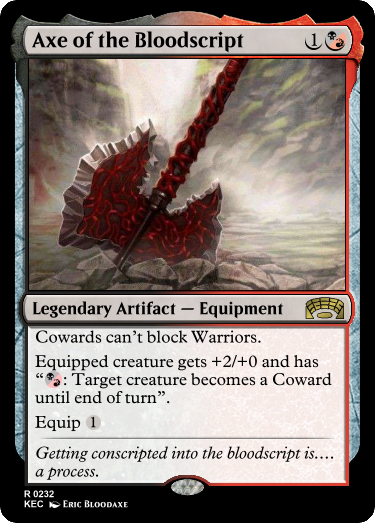 Axe of the Bloodscript 1
Legendary Artifact — Equipment
Cowards can't block Warriors.
Equipped creature gets +2/+0 and has
“: Target creature becomes a Coward
until end of turn”.
Equip 1
Getting conscripted into the bloodscript is….
a process.
R 0232
KEC Eric Bloodaxe